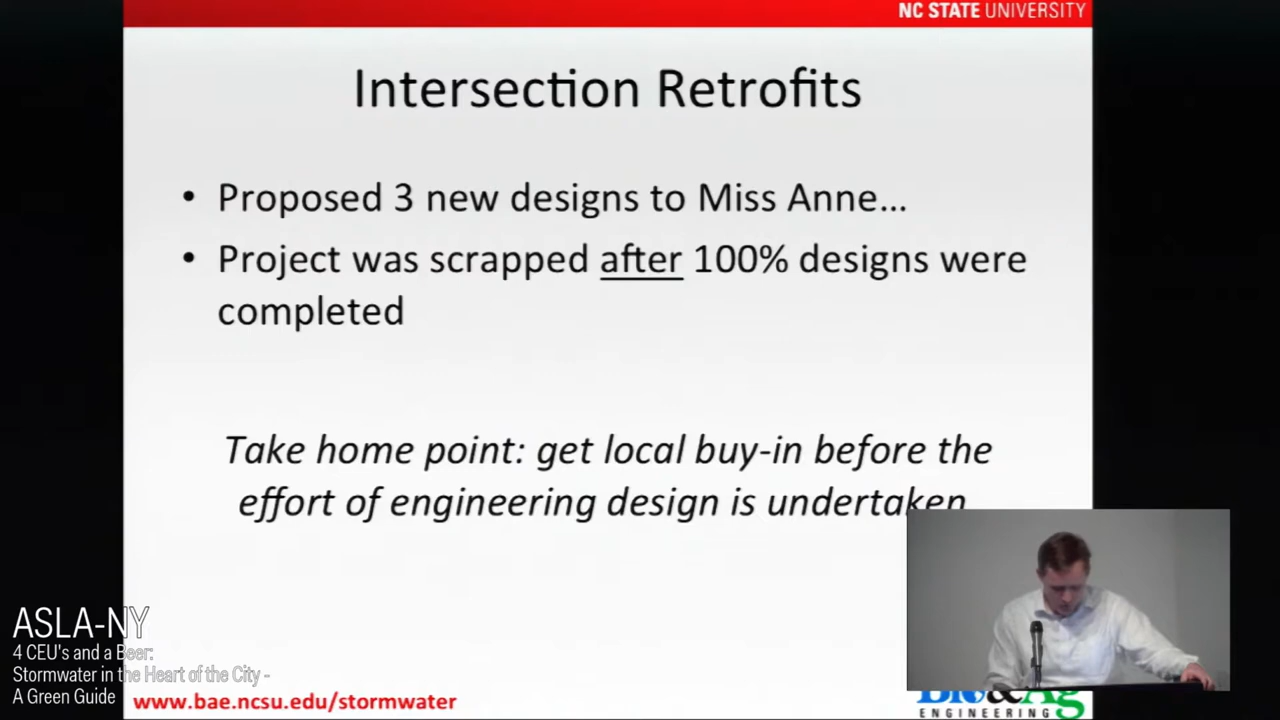 NC STATE UNIVERSITY
Intersection Retrofits
• Proposed 3 new designs to Miss Anne…
• Project was scrapped after 100% designs were
completed
Take home point: get local buy-in before the
effort of engineering design is undertaken
ASLA-NY
4 CEU's and a Beer:
Stormwater in the Heart of the City -
A Green Guide
www.bae.ncsu.edu/stormwater
ENGINEERING